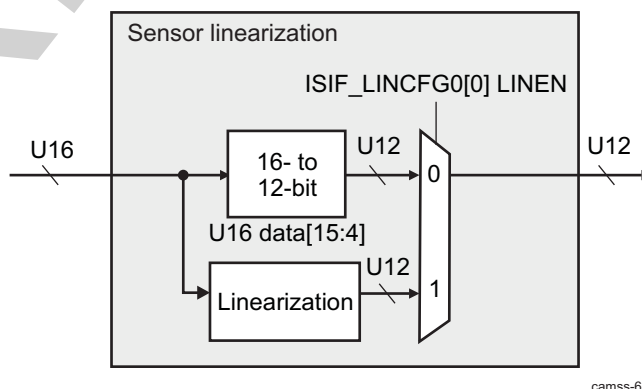 Sensor linearization
ISIF_LINCFG0[0] LINEN
U16
16- to
12-bit
U12
0
U12
U16 data[15:4]
Linearization
U12
1
camss-6